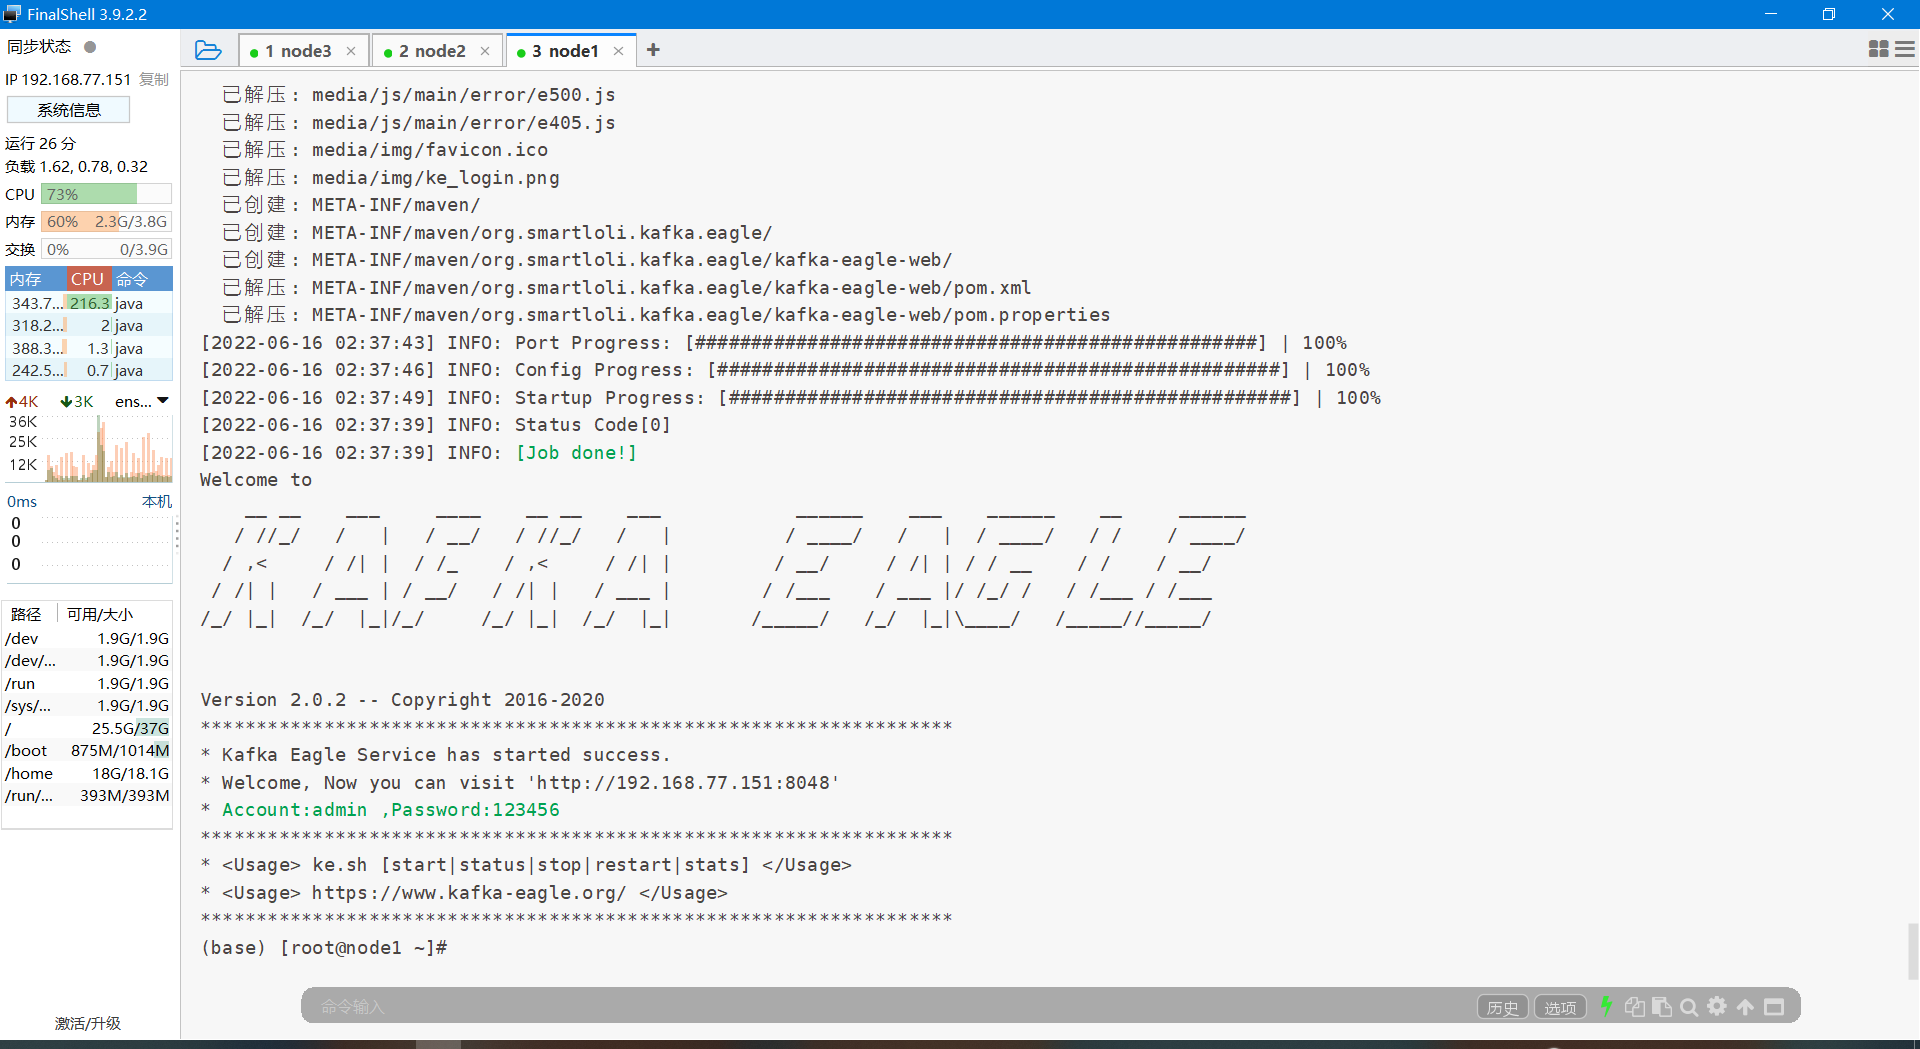 FinalShell 3.9.2.2
同步状态
IP 192.168.77.151 复制
系统信息
运行 26 分
负载 1.62, 0.78, 0.32
CPU 73%
内存 60% 2.3G/3.8G
交换 0% 0/3.9G
内存 CPU 命令
343.7... 216.3 java
318.2... 2 java
388.3... 1.3 java
242.5... 0.7 java
4K 3K ens...
36K
25K
12K
0ms 本机
0
0
0
路径 可用/大小
/dev 1.9G/1.9G
/dev/... 1.9G/1.9G
/run 1.9G/1.9G
/sys/... 1.9G/1.9G
/ 25.5G/37G
/boot 875M/1014M
/home 18G/18.1G
/run/... 393M/393M
激活/升级
1 node3
2 node2
3 node1
已解压: media/js/main/error/e500.js
已解压: media/js/main/error/e405.js
已解压: media/img/favicon.ico
已解压: media/img/ke_login.png
已创建: META-INF/maven/
已创建: META-INF/maven/org.smartloli.kafka.eagle/
已创建: META-INF/maven/org.smartloli.kafka.eagle/kafka-eagle-web/
已解压: META-INF/maven/org.smartloli.kafka.eagle/kafka-eagle-web/pom.xml
已解压: META-INF/maven/org.smartloli.kafka.eagle/kafka-eagle-web/pom.properties
[2022-06-16 02:37:43] INFO: Port Progress: [##################################################] | 100%
[2022-06-16 02:37:46] INFO: Config Progress: [##################################################] | 100%
[2022-06-16 02:37:49] INFO: Startup Progress: [##################################################] | 100%
[2022-06-16 02:37:39] INFO: Status Code[0]
[2022-06-16 02:37:39] INFO: [Job done!]
Welcome to
KAFKA EAGLE
Version 2.0.2 -- Copyright 2016-2020
*******************************************************************
* Kafka Eagle Service has started success.
* Welcome, Now you can visit 'http://192.168.77.151:8048'
* Account:admin ,Password:123456
*******************************************************************
* <Usage> ke.sh [start|status|stop|restart|stats] </Usage>
* <Usage> https://www.kafka-eagle.org/ </Usage>
*******************************************************************
(base) [root@node1 ~]#
命令输入
历史
选项